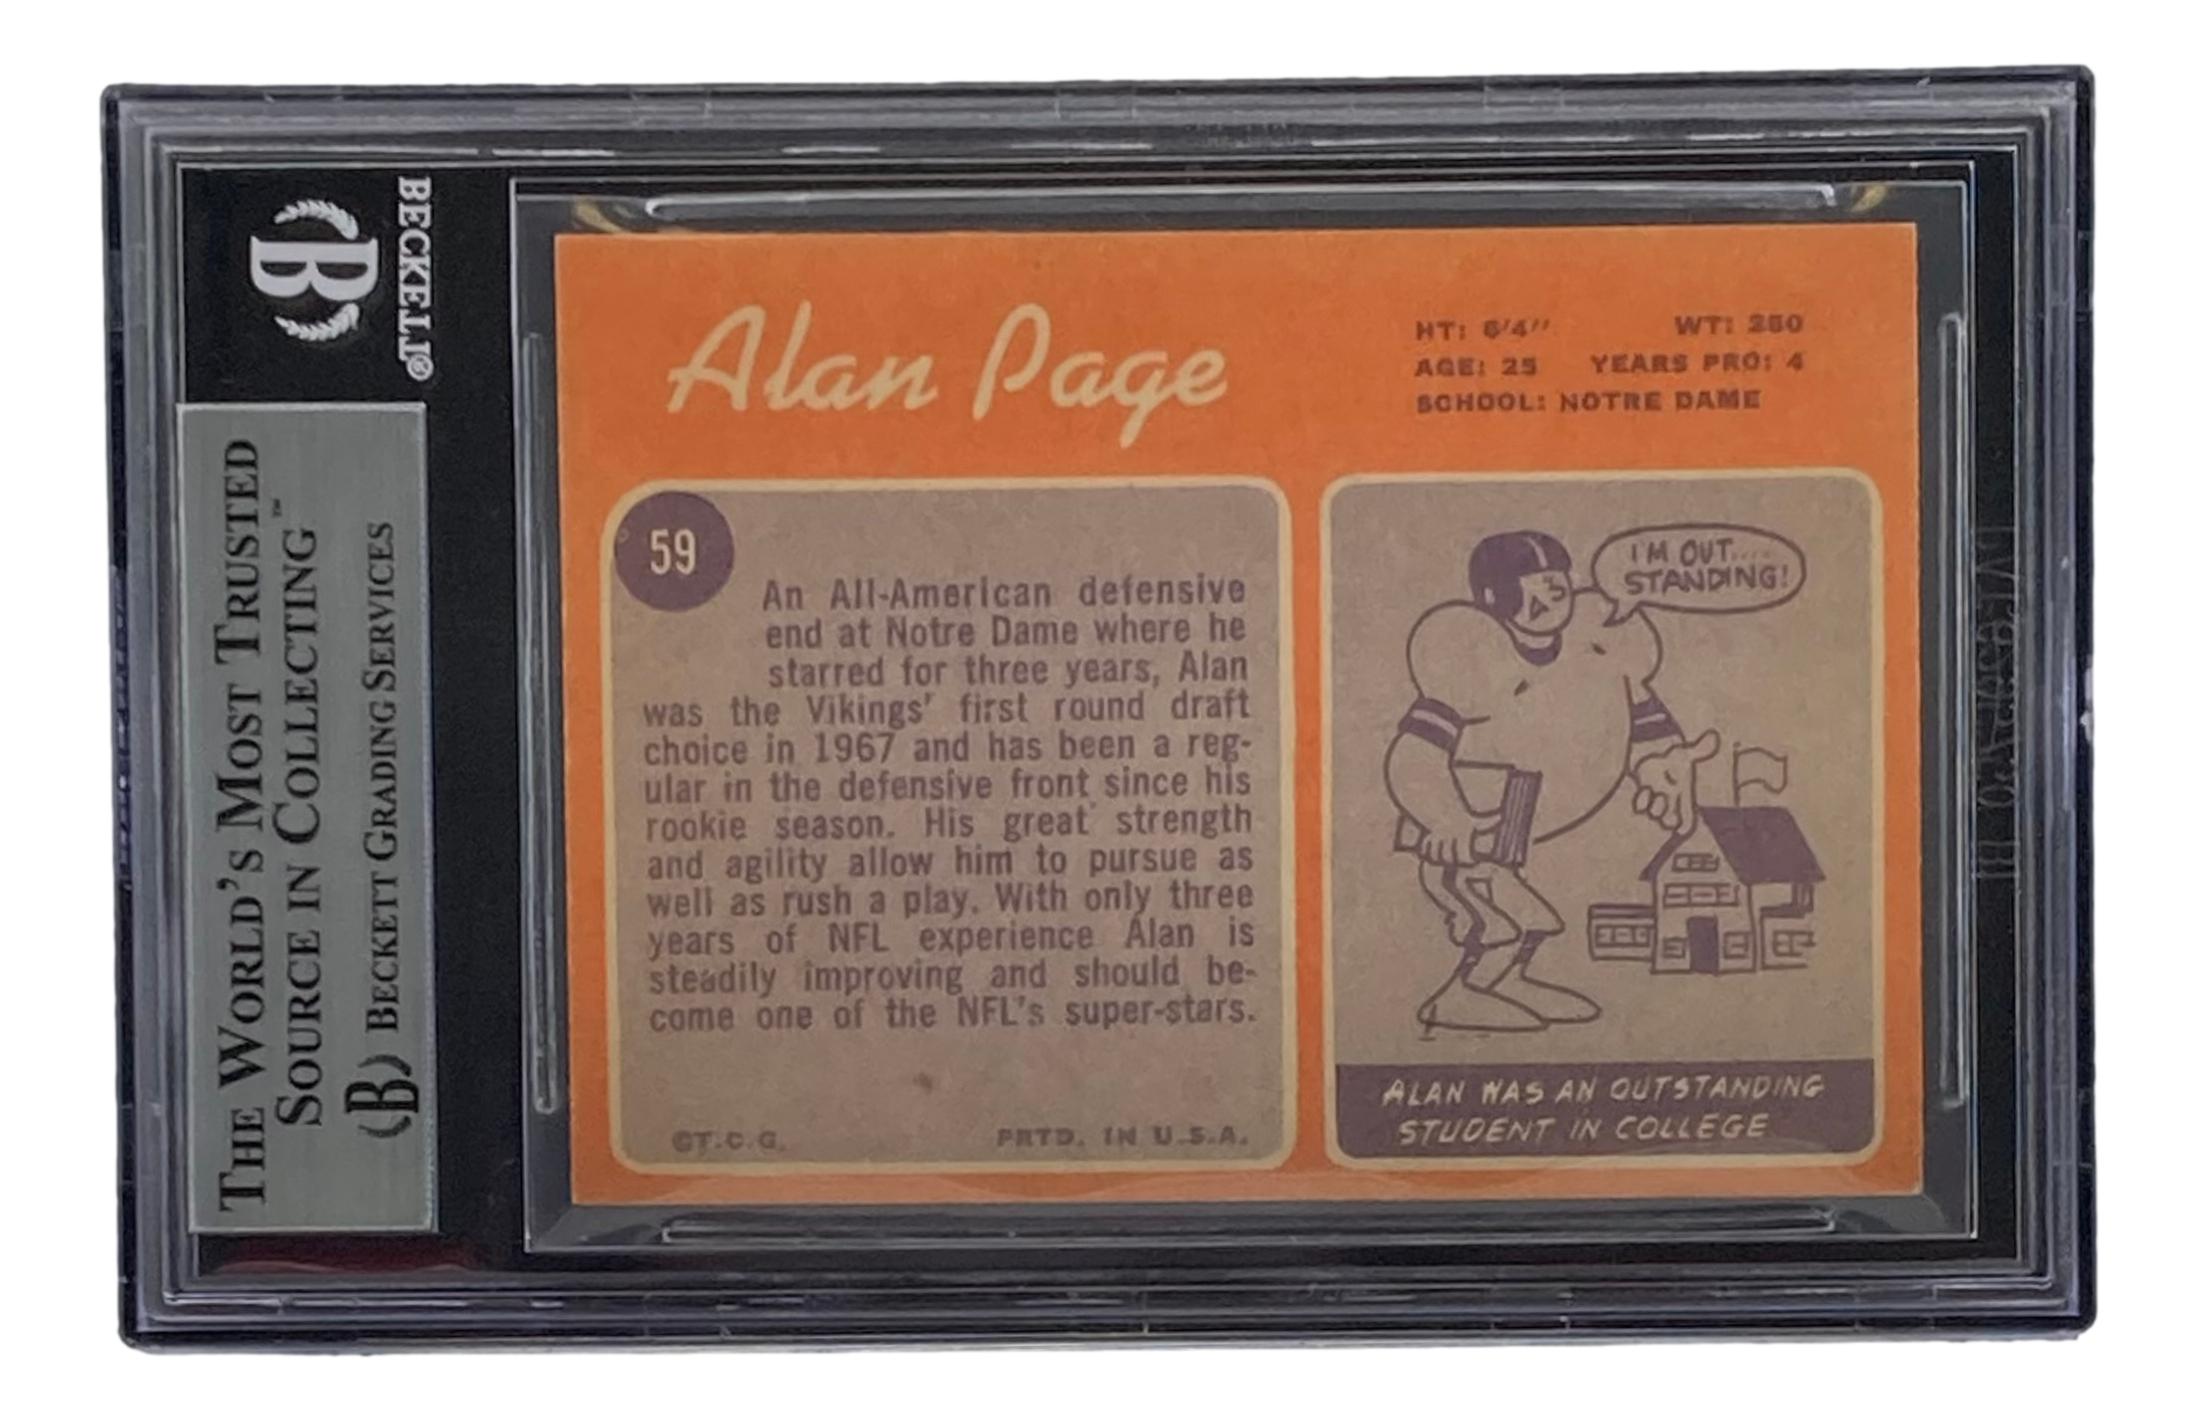 BECKETT®
B
THE WORLD'S MOST TRUSTED
SOURCE IN COLLECTING™
B BECKETT GRADING SERVICES
Alan Page
HT: 6'4" WT: 250
AGE: 25 YEARS PRO: 4
SCHOOL: NOTRE DAME
59
An All-American defensive
end at Notre Dame where he
starred for three years, Alan
was the Vikings' first round draft
choice in 1967 and has been a reg-
ular in the defensive front since his
rookie season. His great strength
and agility allow him to pursue as
well as rush a play. With only three
years of NFL experience Alan is
steadily improving and should be-
come one of the NFL's super-stars.
©T.C.G. PRTD. IN U.S.A.
I'M OUT....
STANDING!
ALAN WAS AN OUTSTANDING
STUDENT IN COLLEGE